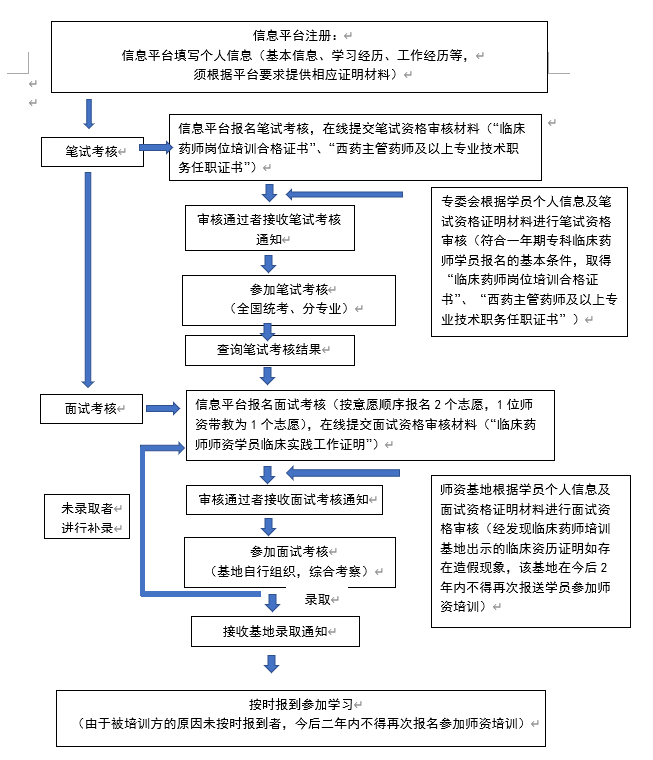 信息平台注册：
信息平台填写个人信息（基本信息、学习经历、工作经历等，
须根据平台要求提供相应证明材料）
笔试考核
信息平台报名笔试考核，在线提交笔试资格审核材料（“临床
药师岗位培训合格证书”、“西药主管药师及以上专业技术职
务任职证书”）
审核通过者接收笔试考核
通知
专委会根据学员个人信息及笔
试资格证明材料进行笔试资格
审核（符合一年期专科临床药
师学员报名的基本条件，取得
“临床药师岗位培训合格证
书”、“西药主管药师及以上专
业技术职务任职证书”）
参加笔试考核
（全国统考、分专业）
查询笔试考核结果
面试考核
信息平台报名面试考核（按意愿顺序报名2个志愿，1位师
资带教为1个志愿），在线提交面试资格审核材料（“临床药
师师资学员临床实践工作证明”）
审核通过者接收面试考核通知
师资基地根据学员个人信息及
面试资格证明材料进行面试资
格审核（经发现临床药师培训
基地出示的临床资历证明如存
在造假现象，该基地在今后2
年内不得再次报送学员参加师
资培训）
未录取者
进行补录
参加面试考核
（基地自行组织，综合考察）
录取
接收基地录取通知
按时报到参加学习
（由于被培训方的原因未按时报到者，今后二年内不得再次报名参加师资培训）